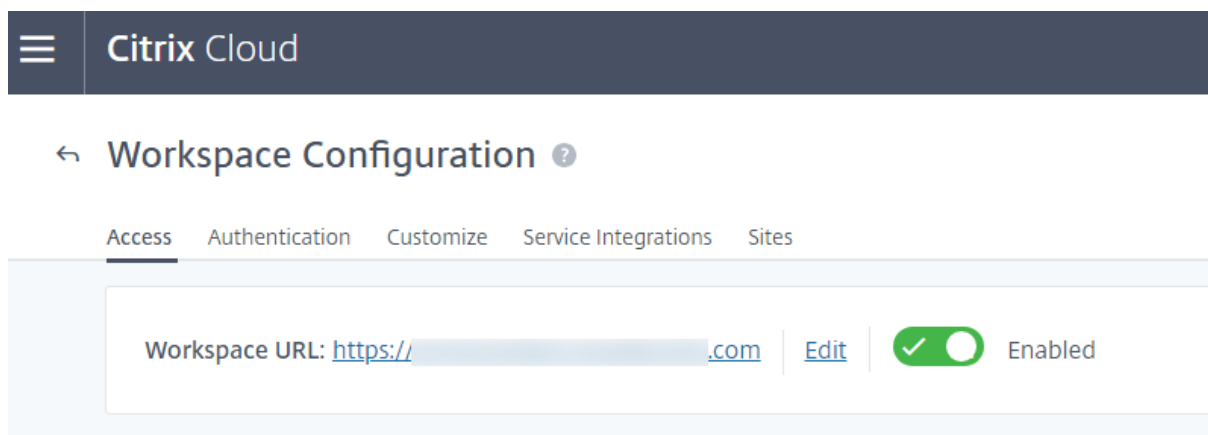 Citrix Cloud
Workspace Configuration ?
Access Authentication Customize Service Integrations Sites
Workspace URL: https:// .com Edit Enabled